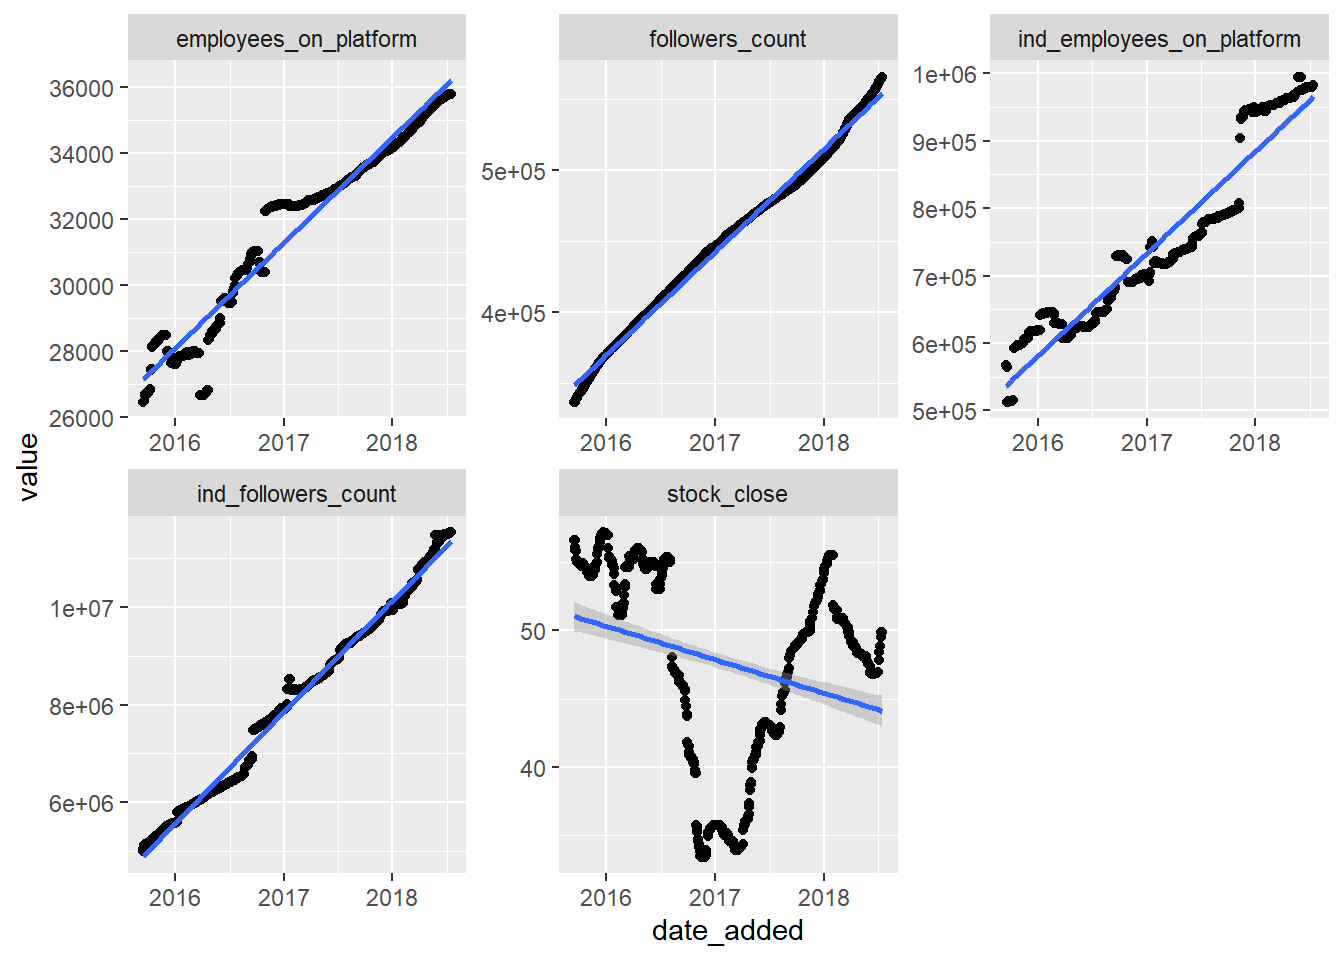 employees_on_platform
followers_count
ind_employees_on_platform
36000
34000
32000
30000
28000
26000
2016 2017 2018
5e+05
4e+05
2016 2017 2018
1e+06
9e+05
8e+05
7e+05
6e+05
5e+05
2016 2017 2018
value
ind_followers_count
stock_close
1e+07
8e+06
6e+06
2016 2017 2018
50
40
2016 2017 2018
date_added